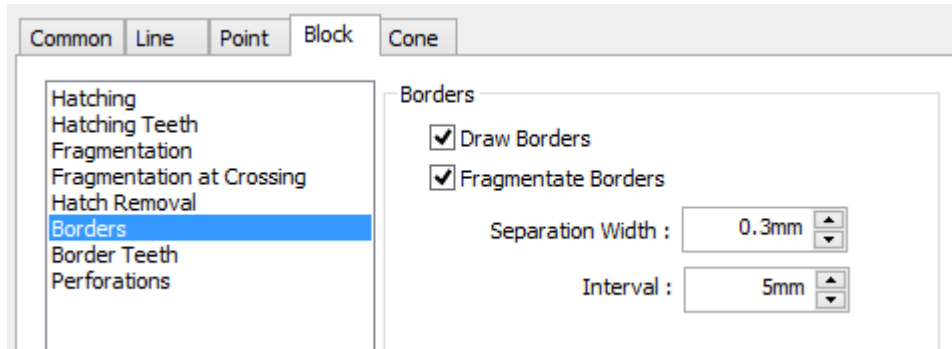 Common Line Point Block Cone
Hatching
Hatching Teeth
Fragmentation
Fragmentation at Crossing
Hatch Removal
Borders
Border Teeth
Perforations
Borders
Draw Borders
Fragmentate Borders
Separation Width : 0.3mm
Interval : 5mm